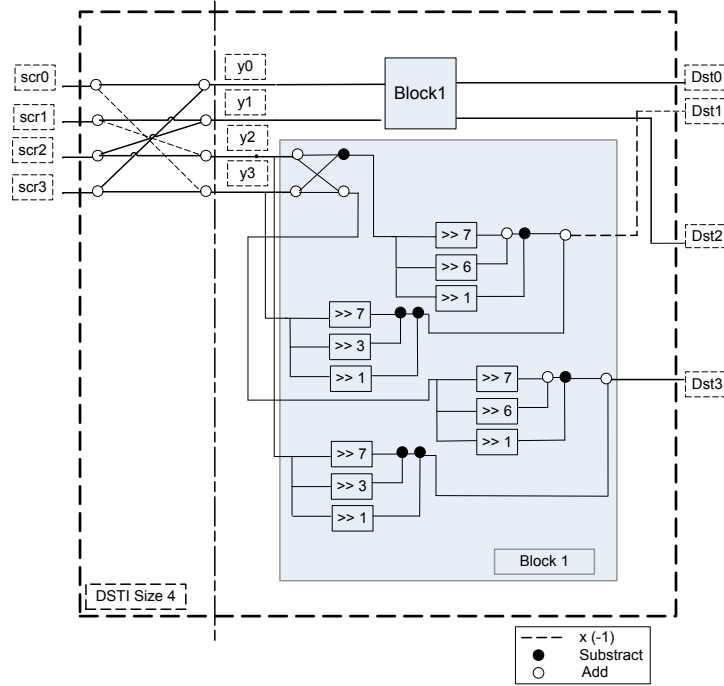 scr0
scr1
scr2
scr3
y0
y1
y2
y3
Block1
Dst0
Dst1
Dst2
Dst3
>> 7
>> 6
>> 1
>> 7
>> 3
>> 1
>> 7
>> 6
>> 1
>> 7
>> 3
>> 1
Block 1
DSTI Size 4
x (-1)
Substract
Add